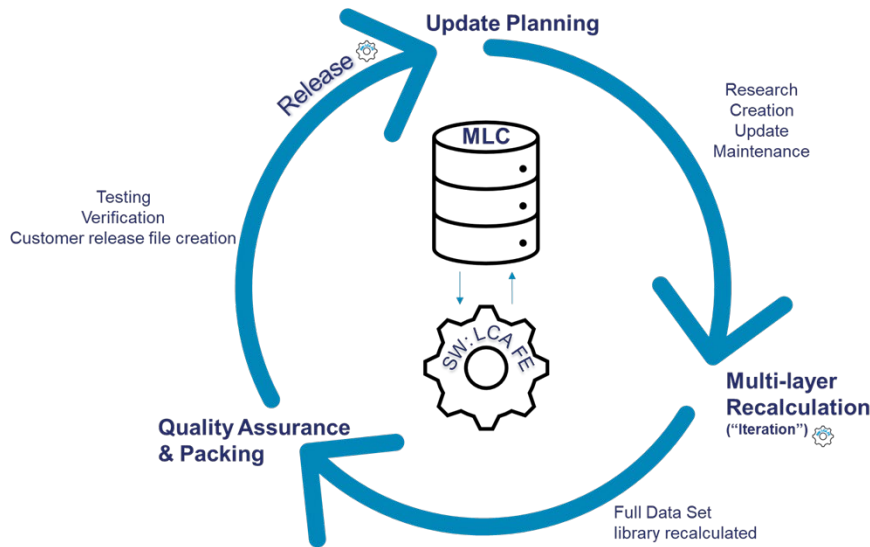 Update Planning
Release
Research
Creation
Update
Maintenance
MLC
Testing
Verification
Customer release file creation
SW: LCA FE
Multi-layer
Recalculation
("Iteration")
Quality Assurance
& Packing
Full Data Set
library recalculated